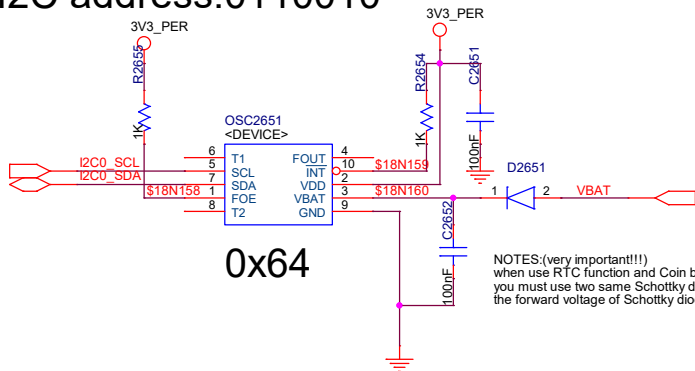 I2C address:0110010
3V3_PER
3V3_PER
R2655
1K
R2654
1K
C2651
100nF
OSC2651
<DEVICE>
6 T1 FOUT 4
I2C0_SCL 5 SCL INT 10 $18N159
I2C0_SDA 7 SDA VDD 2
$18N158 1 FOE VBAT 3 $18N160
8 T2 GND 9
D2651
1 2 VBAT
C2652
100nF
0x64
NOTES:(very important!!!)
when use RTC function and Coin b
you must use two same Schottky d
the forward voltage of Schottky dio